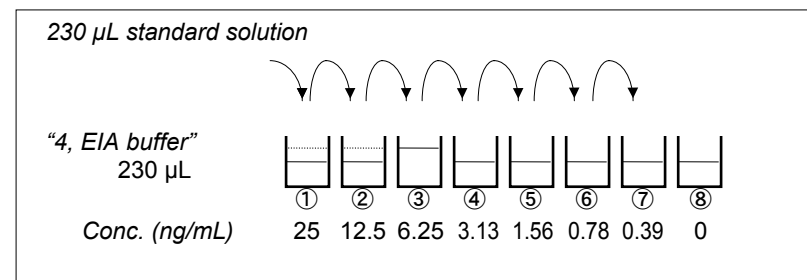 230 µL standard solution
“4, EIA buffer”
230 µL
① ② ③ ④ ⑤ ⑥ ⑦ ⑧
Conc. (ng/mL) 25 12.5 6.25 3.13 1.56 0.78 0.39 0